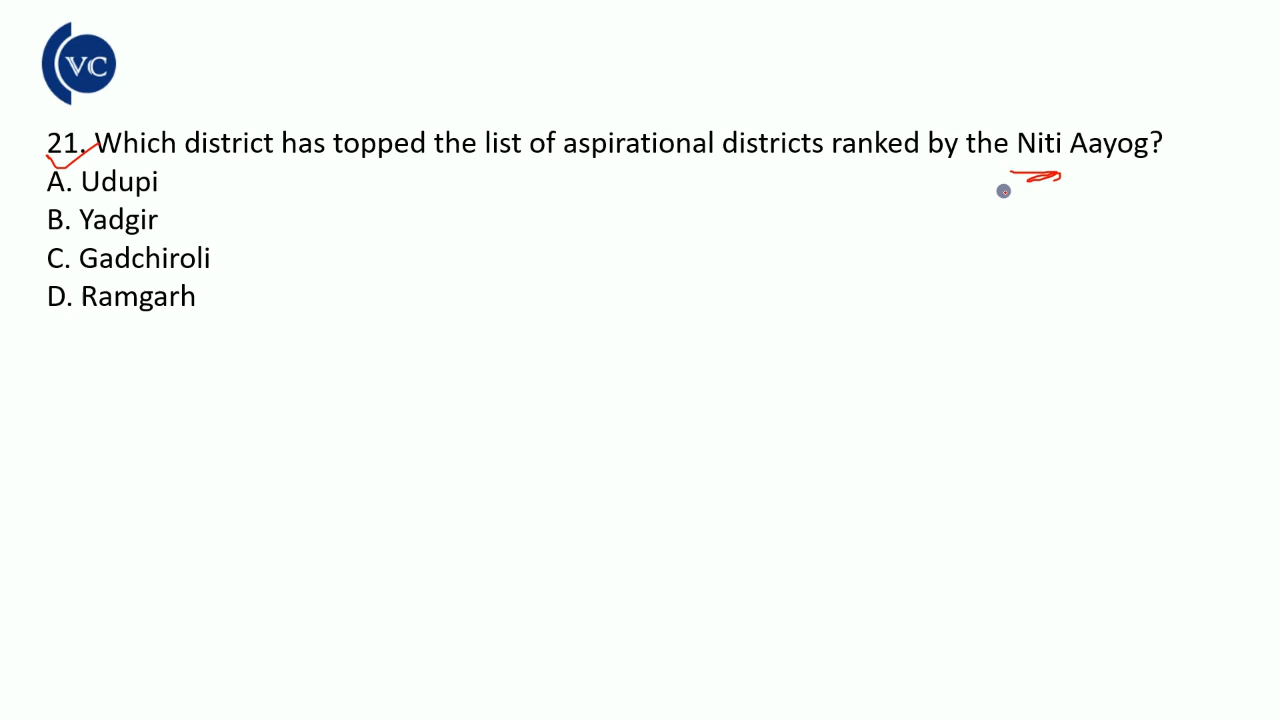 VC
21. Which district has topped the list of aspirational districts ranked by the Niti Aayog?
A. Udupi
B. Yadgir
C. Gadchiroli
D. Ramgarh